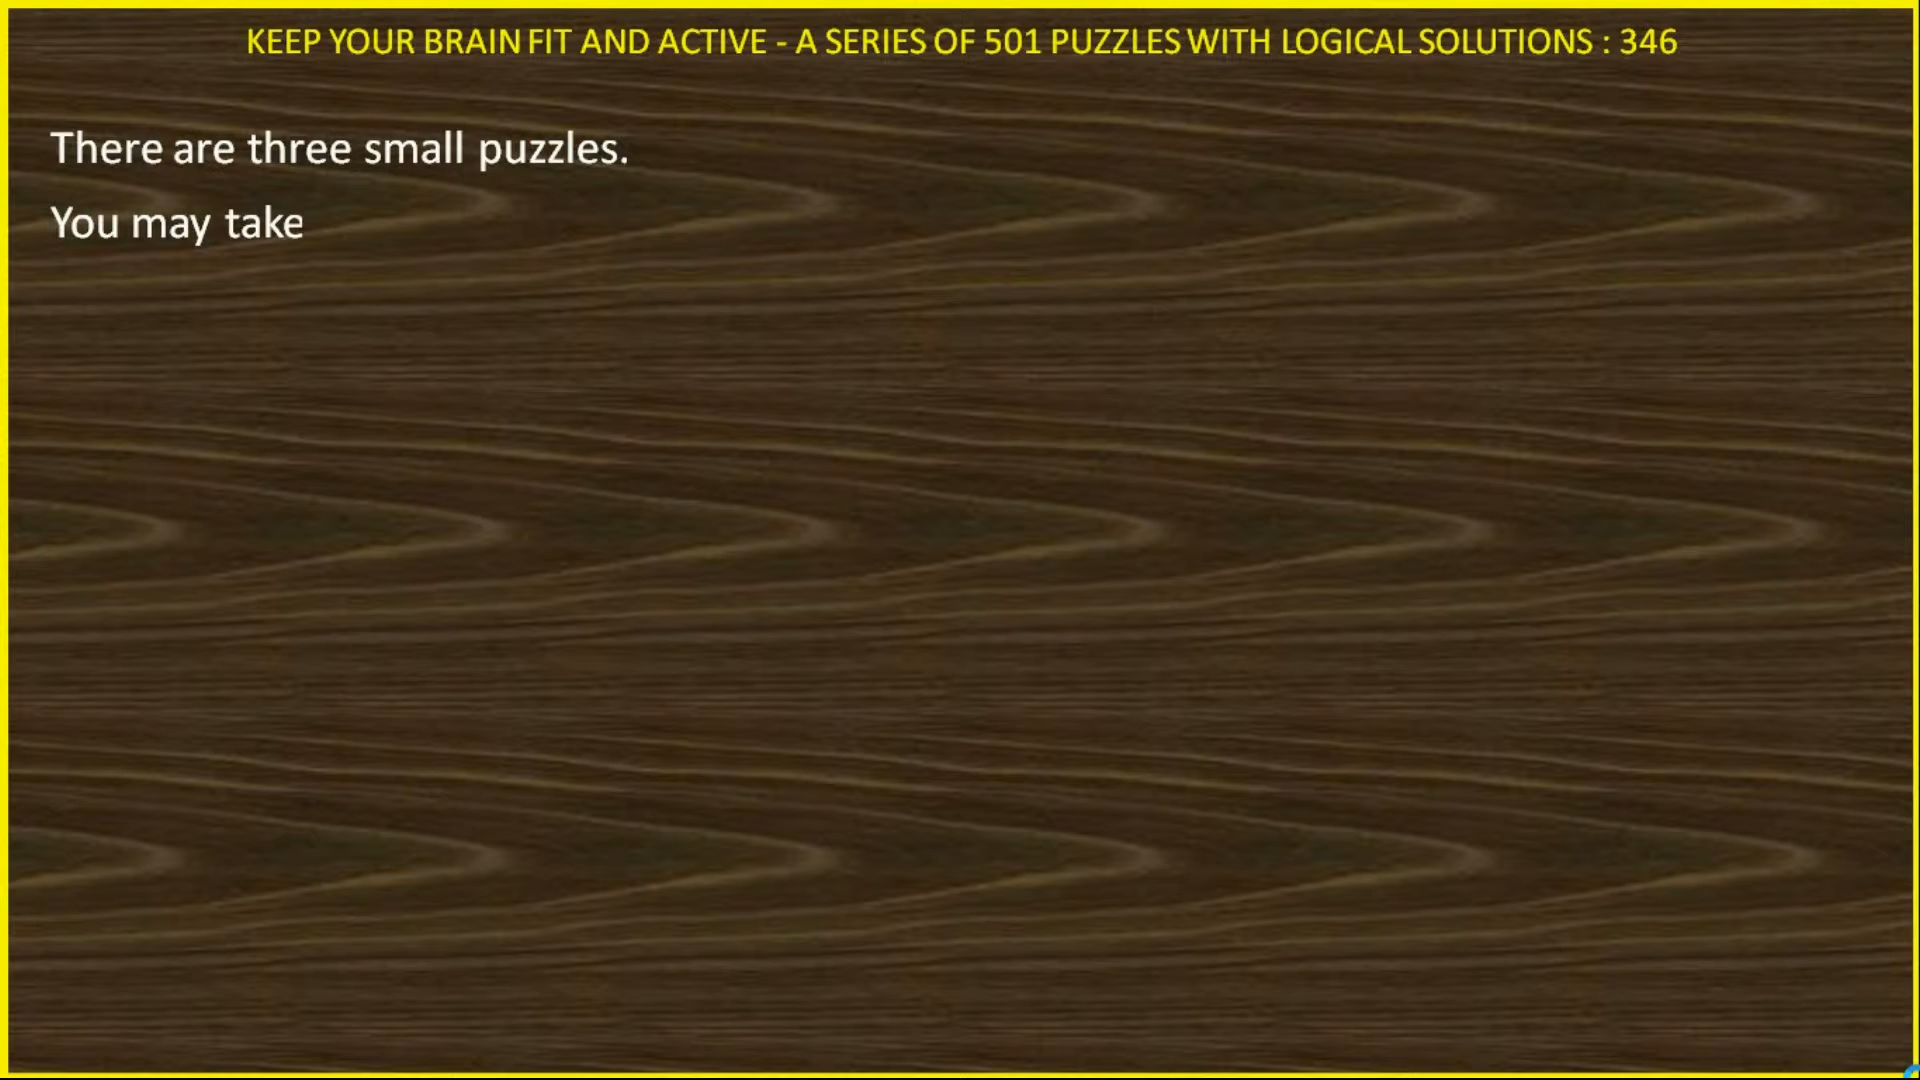 KEEP YOUR BRAIN FIT AND ACTIVE - A SERIES OF 501 PUZZLES WITH LOGICAL SOLUTIONS : 346
There are three small puzzles.
You may take